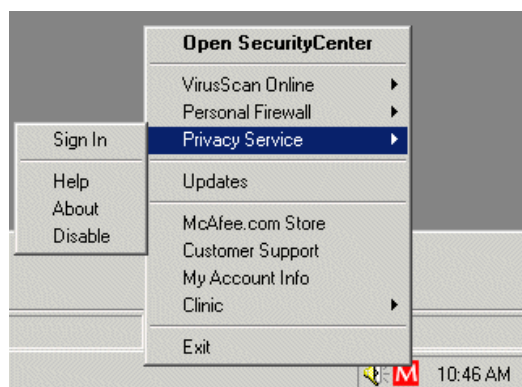 Open SecurityCenter
VirusScan Online
Personal Firewall
Privacy Service
Sign In
Help
About
Disable
Updates
McAfee.com Store
Customer Support
My Account Info
Clinic
Exit
M 10:46 AM